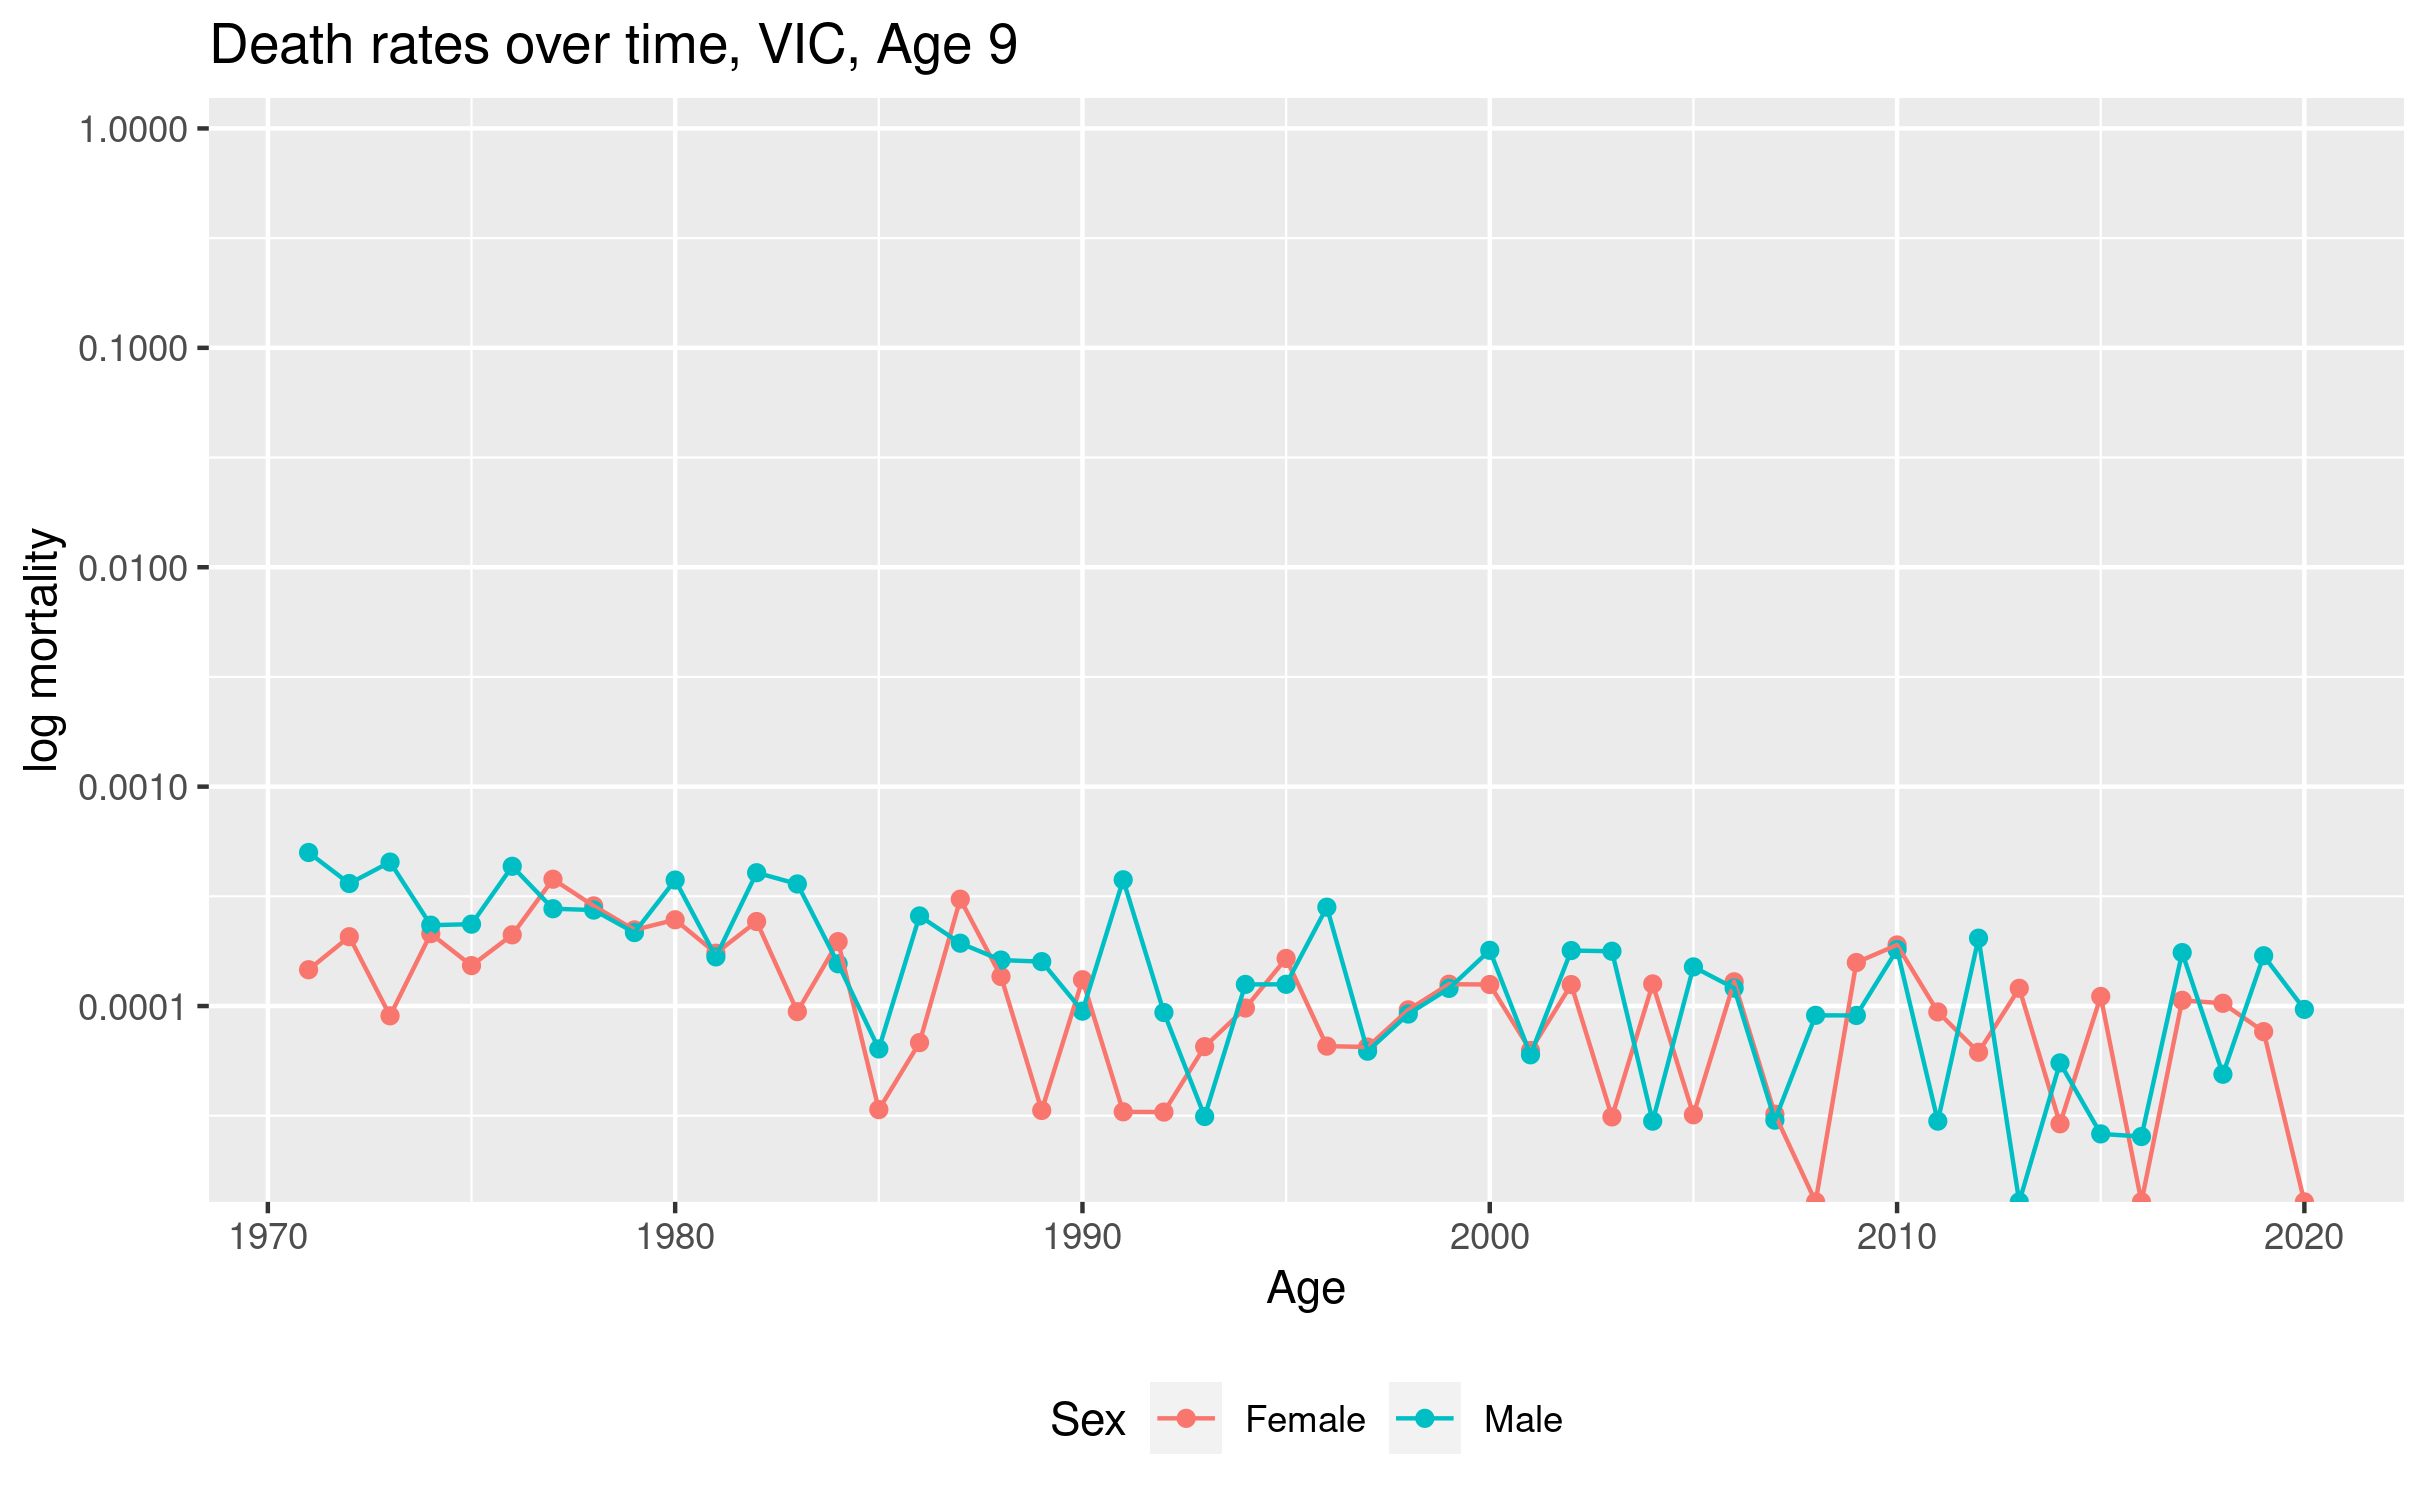 Death rates over time, VIC, Age 9
1.0000
0.1000
0.0100
0.0010
0.0001
log mortality
1970 1980 1990 2000 2010 2020
Age
Sex Female Male